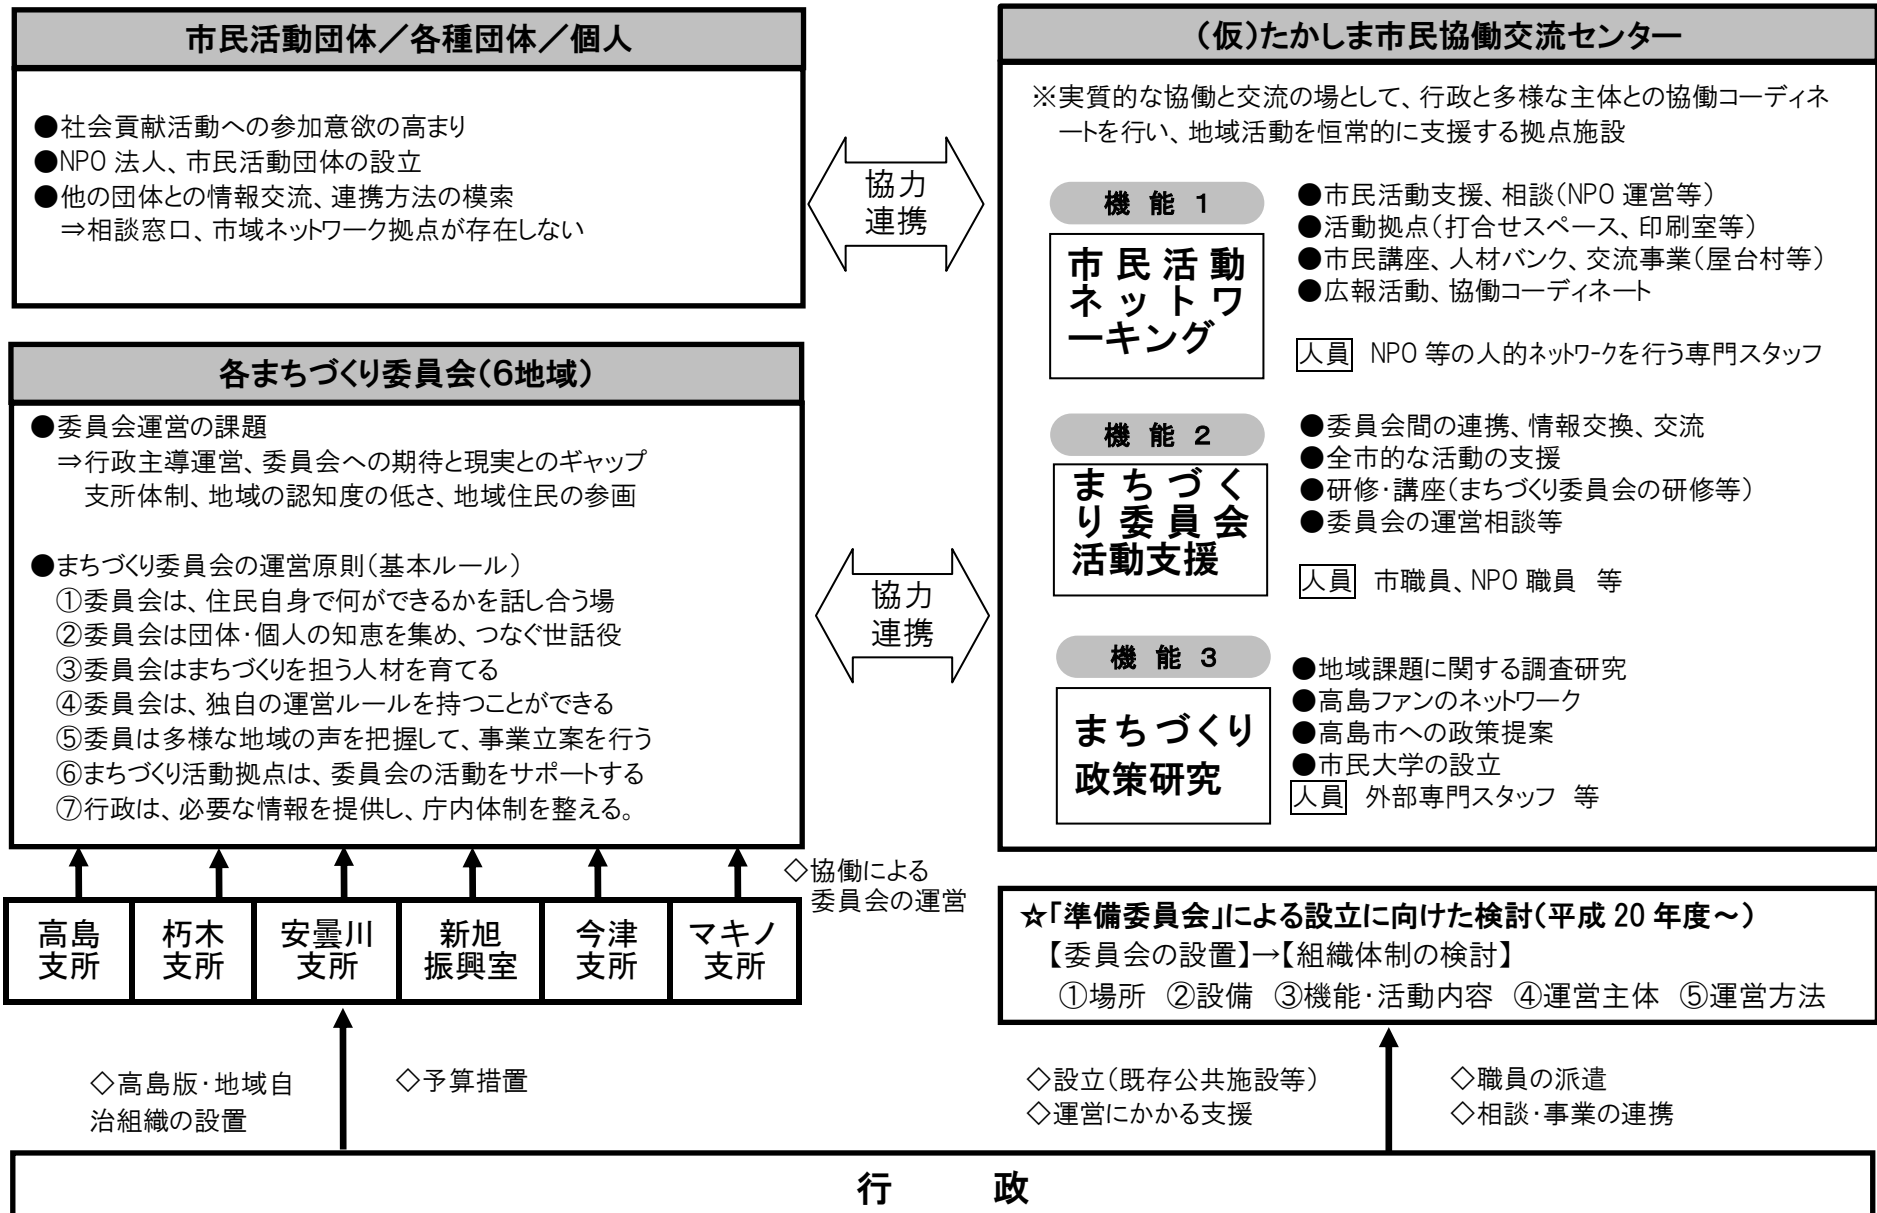 市民活動団体／各種団体／個人
●社会貢献活動への参加意欲の高まり
●NPO 法人、市民活動団体の設立
●他の団体との情報交流、連携方法の模索
⇒相談窓口、市域ネットワーク拠点が存在しない
協力
連携
各まちづくり委員会（6地域）
●委員会運営の課題
⇒行政主導運営、委員会への期待と現実とのギャップ
支所体制、地域の認知度の低さ、地域住民の参画
●まちづくり委員会の運営原則（基本ルール）
①委員会は、住民自身で何ができるかを話し合う場
②委員会は団体・個人の知恵を集め、つなぐ世話役
③委員会はまちづくりを担う人材を育てる
④委員会は、独自の運営ルールを持つことができる
⑤委員は多様な地域の声を把握して、事業立案を行う
⑥まちづくり活動拠点は、委員会の活動をサポートする
⑦行政は、必要な情報を提供し、庁内体制を整える。
協力
連携
◇協働による
委員会の運営
高島
支所
朽木
支所
安曇川
支所
新旭
振興室
今津
支所
マキノ
支所
◇高島版・地域自
治組織の設置
◇予算措置
（仮）たかしま市民協働交流センター
※実質的な協働と交流の場として、行政と多様な主体との協働コーディネ
ートを行い、地域活動を恒常的に支援する拠点施設
機 能 1
市民活動
ネットワ
ーキング
●市民活動支援、相談（NPO 運営等）
●活動拠点（打合せスペース、印刷室等）
●市民講座、人材バンク、交流事業（屋台村等）
●広報活動、協働コーディネート
人員 NPO 等の人的ネットワークを行う専門スタッフ
機 能 2
まちづく
り委員会
活動支援
●委員会間の連携、情報交換、交流
●全市的な活動の支援
●研修・講座（まちづくり委員会の研修等）
●委員会の運営相談等
人員 市職員、NPO 職員 等
機 能 3
まちづくり
政策研究
●地域課題に関する調査研究
●高島ファンのネットワーク
●高島市への政策提案
●市民大学の設立
人員 外部専門スタッフ 等
☆「準備委員会」による設立に向けた検討（平成 20 年度～）
【委員会の設置】→【組織体制の検討】
①場所 ②設備 ③機能・活動内容 ④運営主体 ⑤運営方法
◇設立（既存公共施設等）
◇運営にかかる支援
◇職員の派遣
◇相談・事業の連携
行 政